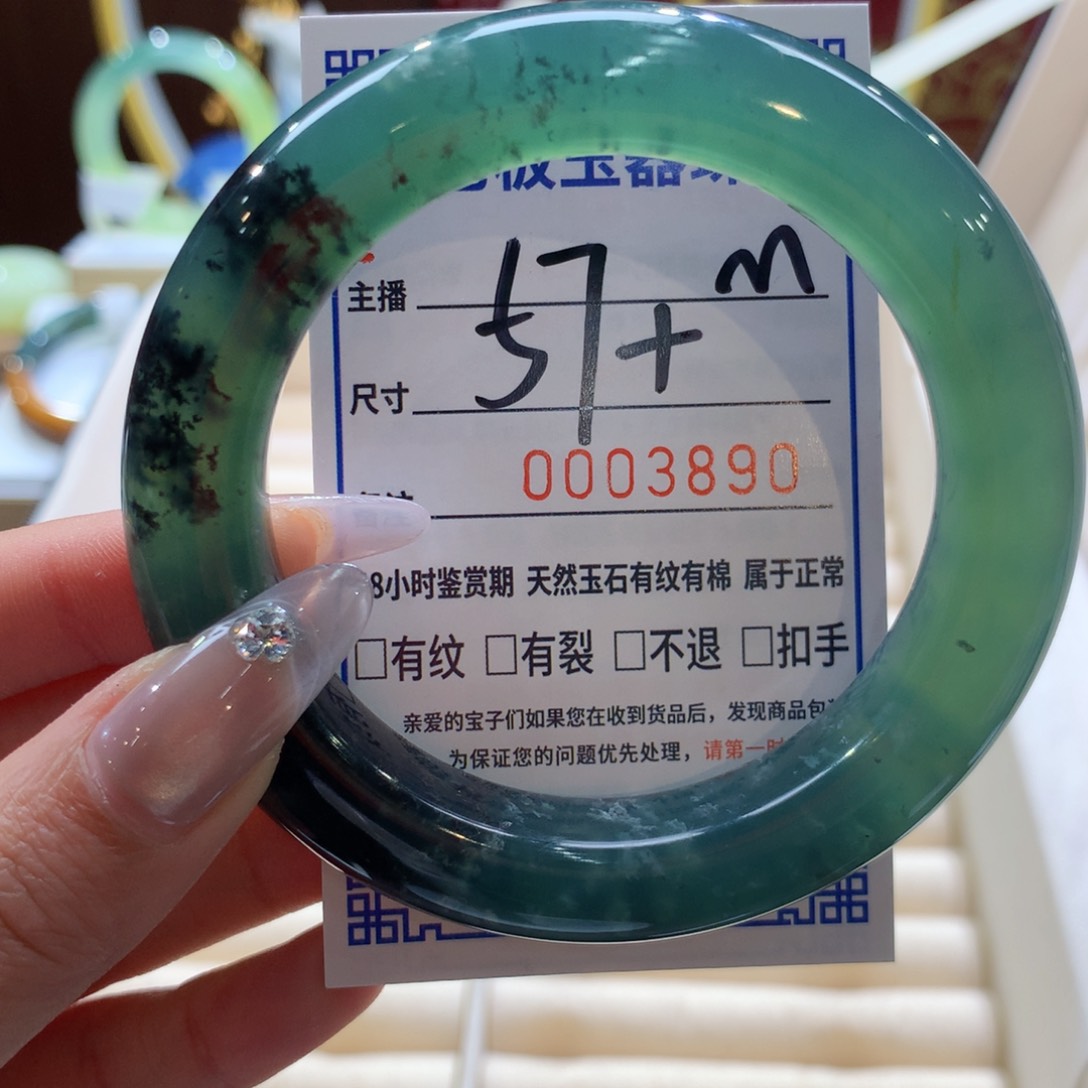 板玉器
主播
m
尺寸
57+
0003890
8小时鉴赏期 天然玉石有纹有棉 属于正常
□有纹 □有裂 □不退 □扣手
亲爱的宝子们如果您在收到货品后，发现商品包
为保证您的问题优先处理，请第一时